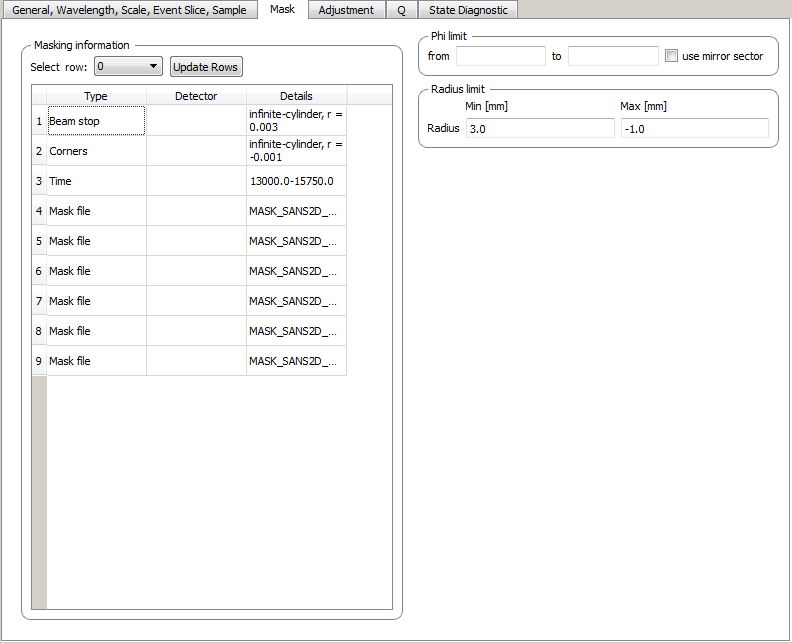 General, Wavelength, Scale, Event Slice, Sample Mask Adjustment Q State Diagnostic
Masking information
Select row: 0 Update Rows
Type Detector Details
1 Beam stop infinite-cylinder, r =
0.003
2 Corners infinite-cylinder, r =
-0.001
3 Time 13000.0-15750.0
4 Mask file MASK_SANS2D_...
5 Mask file MASK_SANS2D_...
6 Mask file MASK_SANS2D_...
7 Mask file MASK_SANS2D_...
8 Mask file MASK_SANS2D_...
9 Mask file MASK_SANS2D_...
Phi limit
from to use mirror sector
Radius limit
Min [mm] Max [mm]
Radius 3.0 -1.0